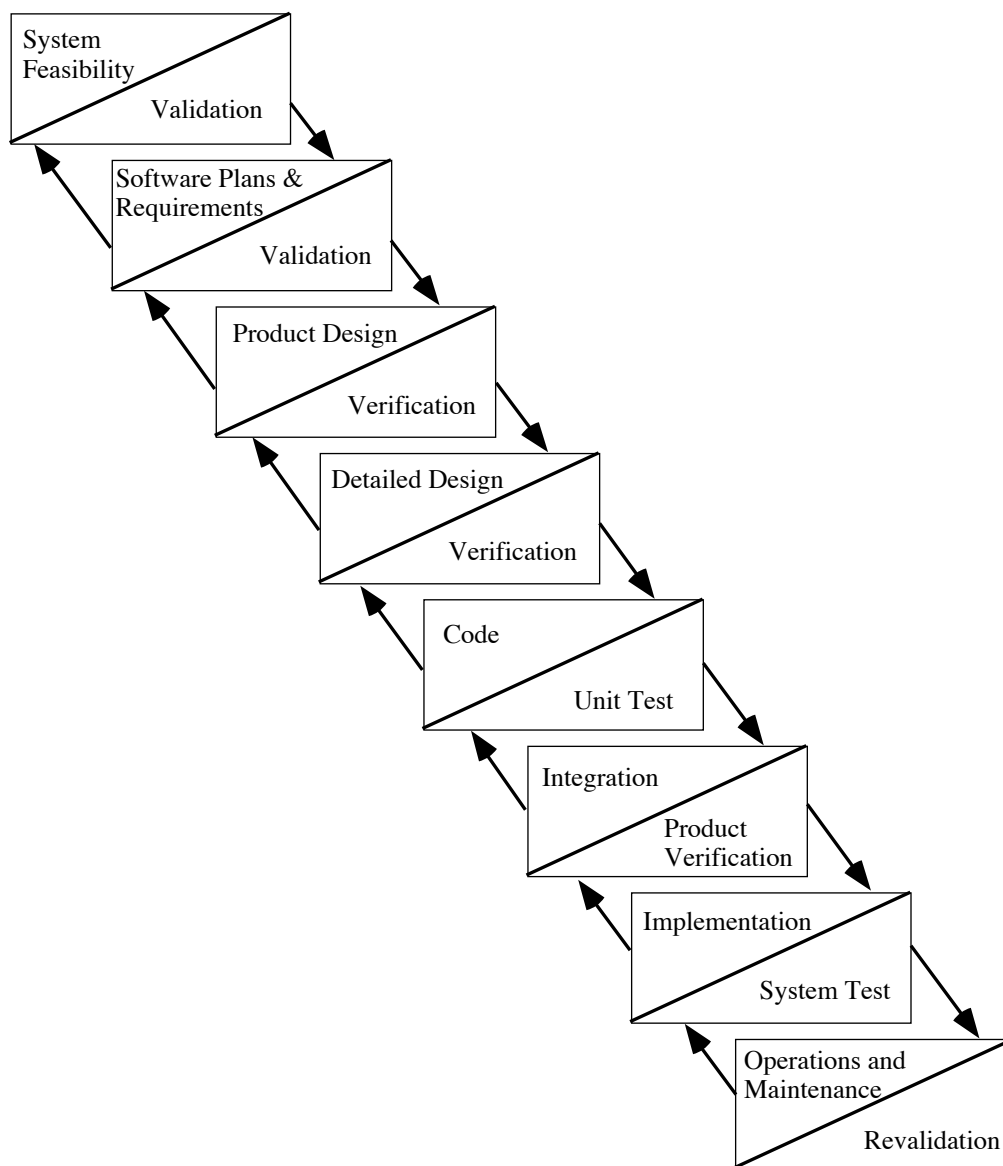 System
Feasibility
Validation
Software Plans &
Requirements
Validation
Product Design
Verification
Detailed Design
Verification
Code
Unit Test
Integration
Product
Verification
Implementation
System Test
Operations and
Maintenance
Revalidation